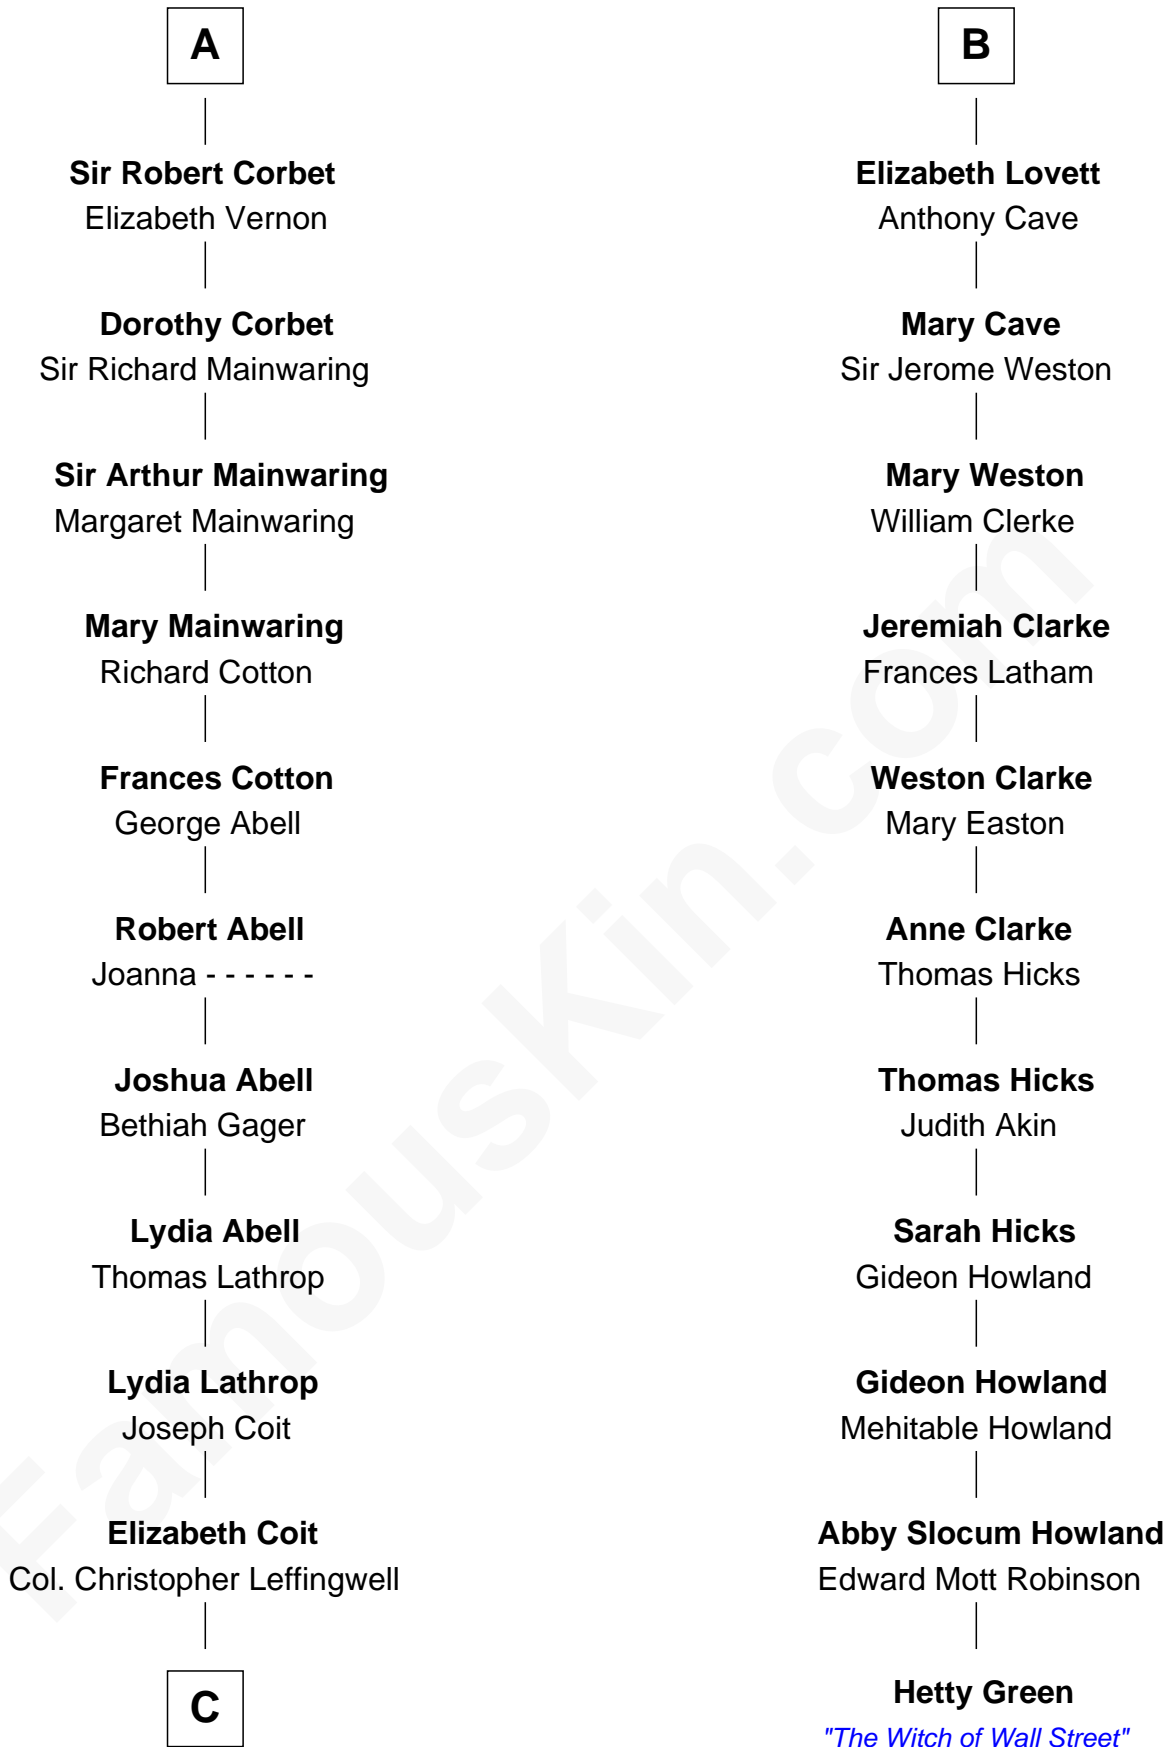 A
Sir Robert Corbet
Elizabeth Vernon
Dorothy Corbet
Sir Richard Mainwaring
Sir Arthur Mainwaring
Margaret Mainwaring
Mary Mainwaring
Richard Cotton
Frances Cotton
George Abell
Robert Abell
Joanna - - - - - -
Joshua Abell
Bethiah Gager
Lydia Abell
Thomas Lathrop
Lydia Lathrop
Joseph Coit
Elizabeth Coit
Col. Christopher Leffingwell
C
B
Elizabeth Lovett
Anthony Cave
Mary Cave
Sir Jerome Weston
Mary Weston
William Clerke
Jeremiah Clarke
Frances Latham
Weston Clarke
Mary Easton
Anne Clarke
Thomas Hicks
Thomas Hicks
Judith Akin
Sarah Hicks
Gideon Howland
Gideon Howland
Mehitable Howland
Abby Slocum Howland
Edward Mott Robinson
Hetty Green
"The Witch of Wall Street"
FamousKin.com